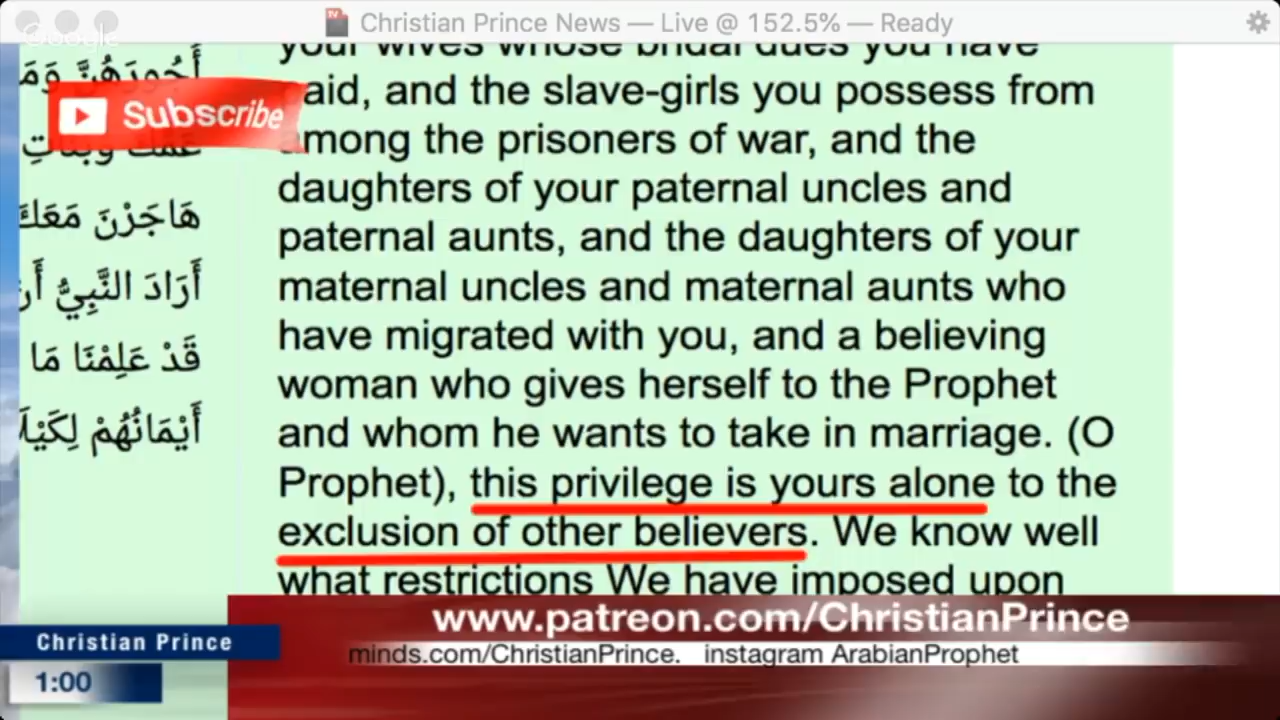 Christian Prince News — Live @ 152.5% — Ready
Google
Subscribe
أُجُورَهُنَّ وَمَ
عَمِّكَ وَبَنَاتِ
هَاجَرْنَ مَعَكَ
أَرَادَ النَّبِيُّ أَن
قَدْ عَلِمْنَا مَا
أَيْمَانُهُمْ لِكَيْلَا
your wives whose bridal dues you have
paid, and the slave-girls you possess from
among the prisoners of war, and the
daughters of your paternal uncles and
paternal aunts, and the daughters of your
maternal uncles and maternal aunts who
have migrated with you, and a believing
woman who gives herself to the Prophet
and whom he wants to take in marriage. (O
Prophet), this privilege is yours alone to the
exclusion of other believers. We know well
what restrictions We have imposed upon
www.patreon.com/ChristianPrince
Christian Prince
minds.com/ChristianPrince. instagram ArabianProphet
1:00